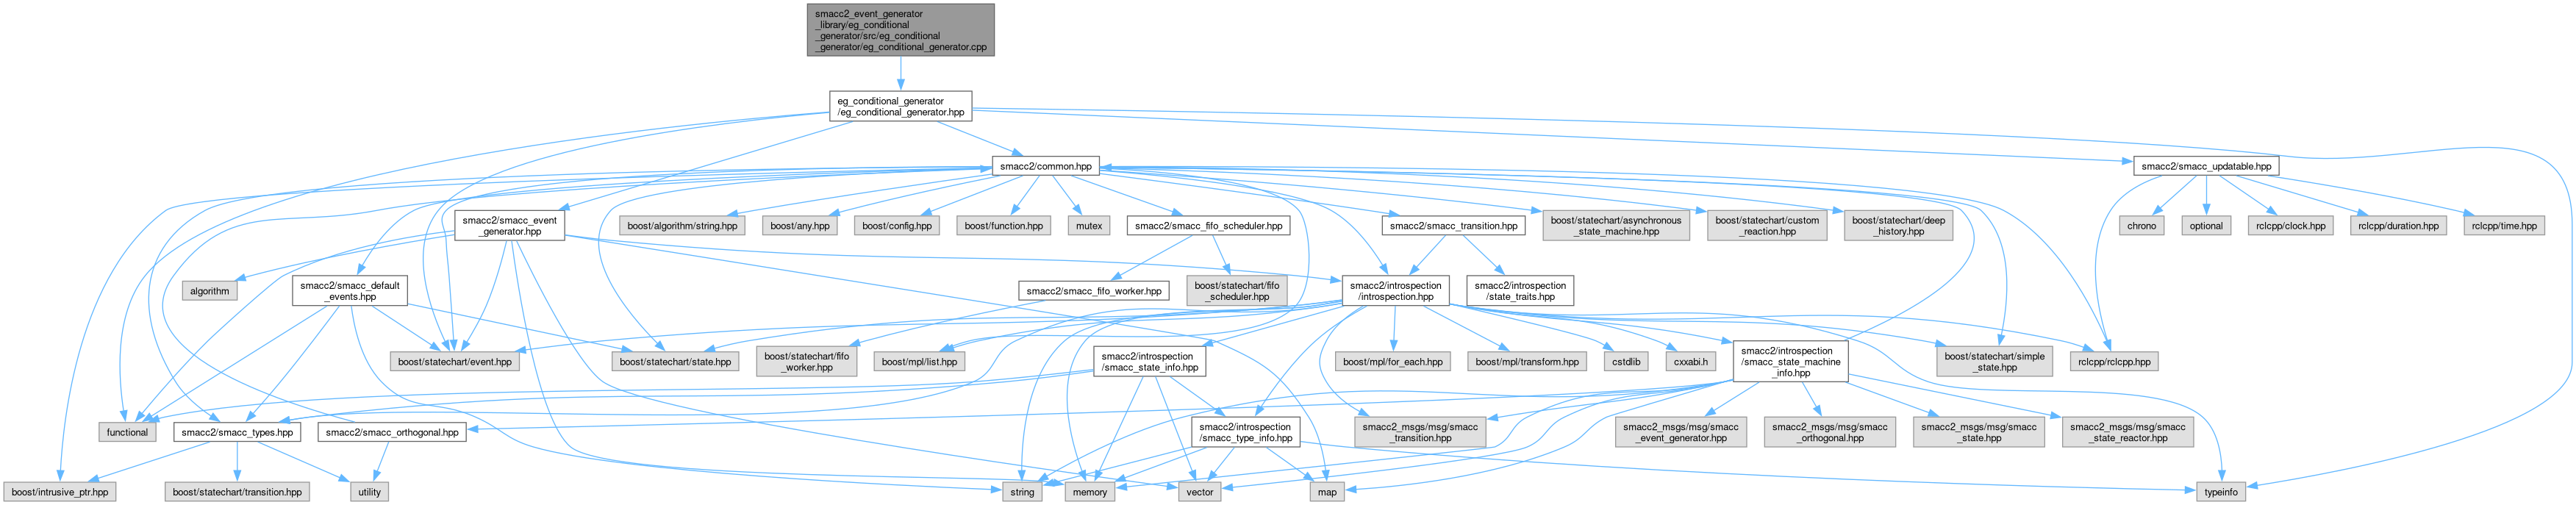 smacc2_event_generator
_library/eg_conditional
_generator/src/eg_conditional
_generator/eg_conditional_generator.cpp
eg_conditional_generator
/eg_conditional_generator.hpp
smacc2/common.hpp
smacc2/smacc_updatable.hpp
smacc2/smacc_event
_generator.hpp
boost/algorithm/string.hpp
boost/any.hpp
boost/config.hpp
boost/function.hpp
mutex
smacc2/smacc_fifo_scheduler.hpp
smacc2/smacc_transition.hpp
boost/statechart/asynchronous
_state_machine.hpp
boost/statechart/custom
_reaction.hpp
boost/statechart/deep
_history.hpp
chrono
optional
rclcpp/clock.hpp
rclcpp/duration.hpp
rclcpp/time.hpp
algorithm
smacc2/smacc_default
_events.hpp
smacc2/smacc_fifo_worker.hpp
boost/statechart/fifo
_scheduler.hpp
smacc2/introspection
/introspection.hpp
smacc2/introspection
/state_traits.hpp
boost/statechart/event.hpp
boost/statechart/state.hpp
boost/statechart/fifo
_worker.hpp
boost/mpl/list.hpp
smacc2/introspection
/smacc_state_info.hpp
boost/mpl/for_each.hpp
boost/mpl/transform.hpp
cstdlib
cxxabi.h
smacc2/introspection
/smacc_state_machine
_info.hpp
boost/statechart/simple
_state.hpp
rclcpp/rclcpp.hpp
functional
smacc2/smacc_types.hpp
smacc2/smacc_orthogonal.hpp
smacc2/introspection
/smacc_type_info.hpp
smacc2_msgs/msg/smacc
_transition.hpp
smacc2_msgs/msg/smacc
_event_generator.hpp
smacc2_msgs/msg/smacc
_orthogonal.hpp
smacc2_msgs/msg/smacc
_state.hpp
smacc2_msgs/msg/smacc
_state_reactor.hpp
boost/intrusive_ptr.hpp
boost/statechart/transition.hpp
utility
string
memory
vector
map
typeinfo